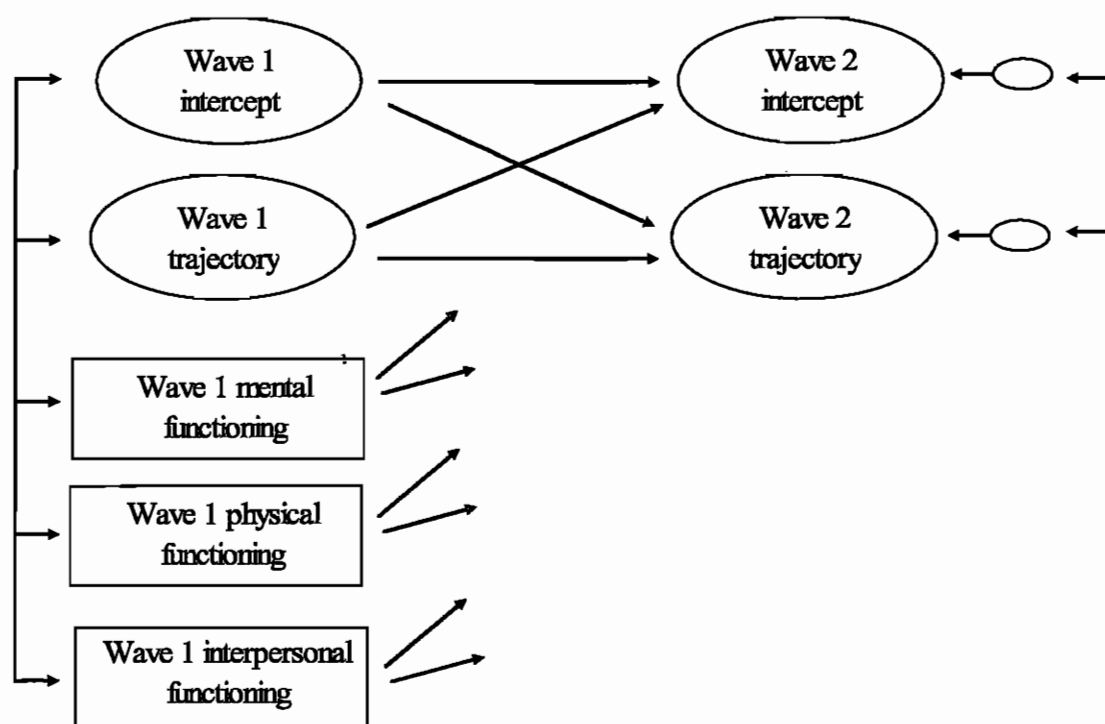 Wave 1
intercept
Wave 2
intercept
Wave 1
trajectory
Wave 2
trajectory
Wave 1 mental
functioning
Wave 1 physical
functioning
Wave 1 interpersonal
functioning